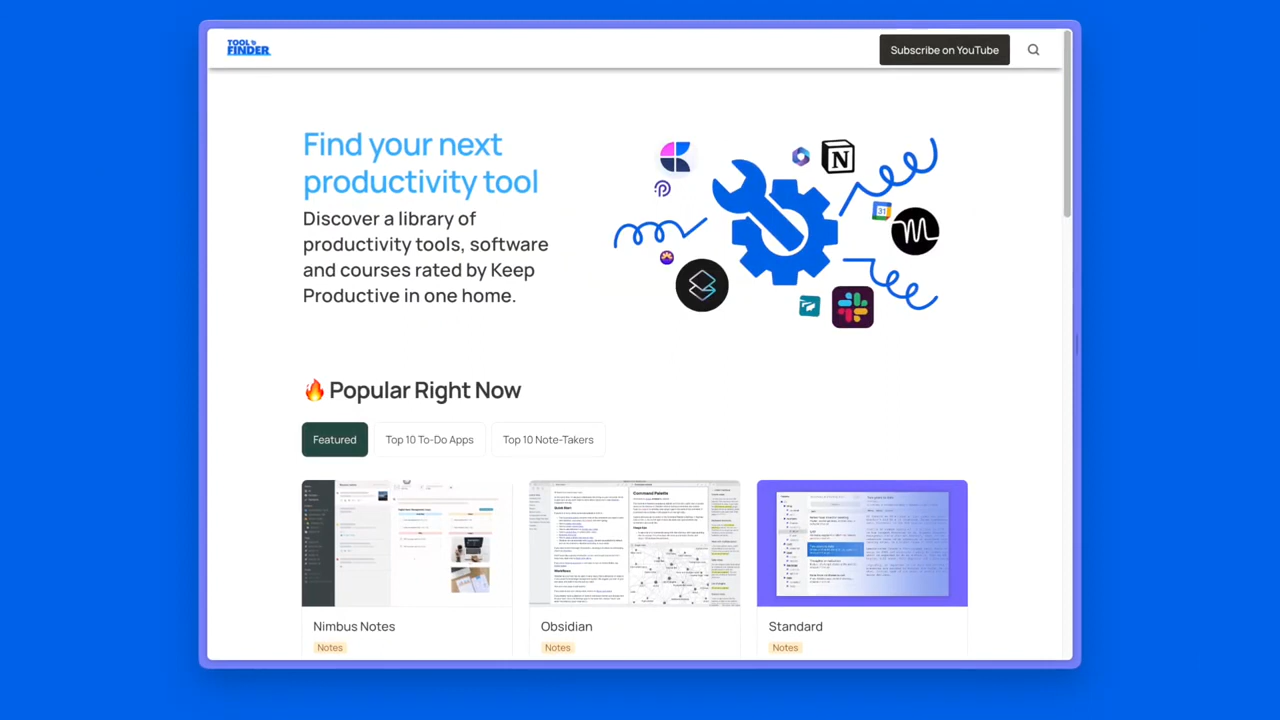 TOOL
FINDER
Subscribe on YouTube
Find your next
productivity tool
Discover a library of
productivity tools, software
and courses rated by Keep
Productive in one home.
N
31
🔥 Popular Right Now
Featured
Top 10 To-Do Apps
Top 10 Note-Takers
Command Palette
Nimbus Notes
Notes
Obsidian
Notes
Standard
Notes